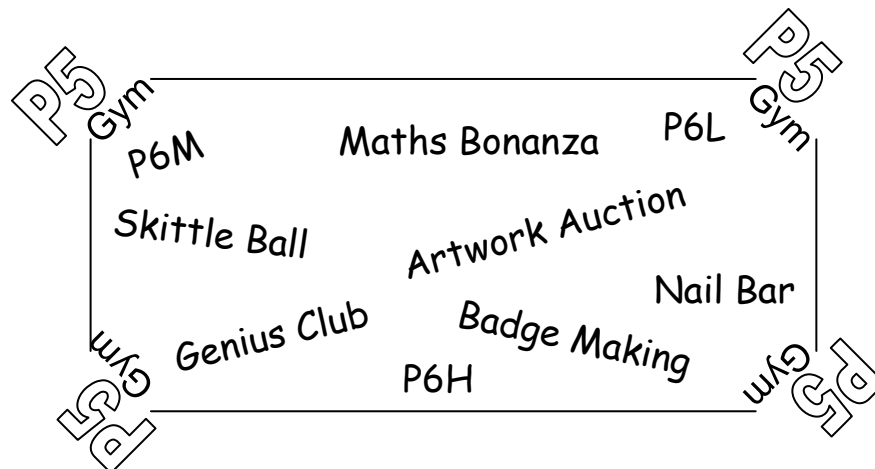 P5
Gym
P5
Gym
P6M
Maths Bonanza
P6L
Skittle Ball
Artwork Auction
Nail Bar
Genius Club
Badge Making
P6H
Gym
P5
Gym
P5